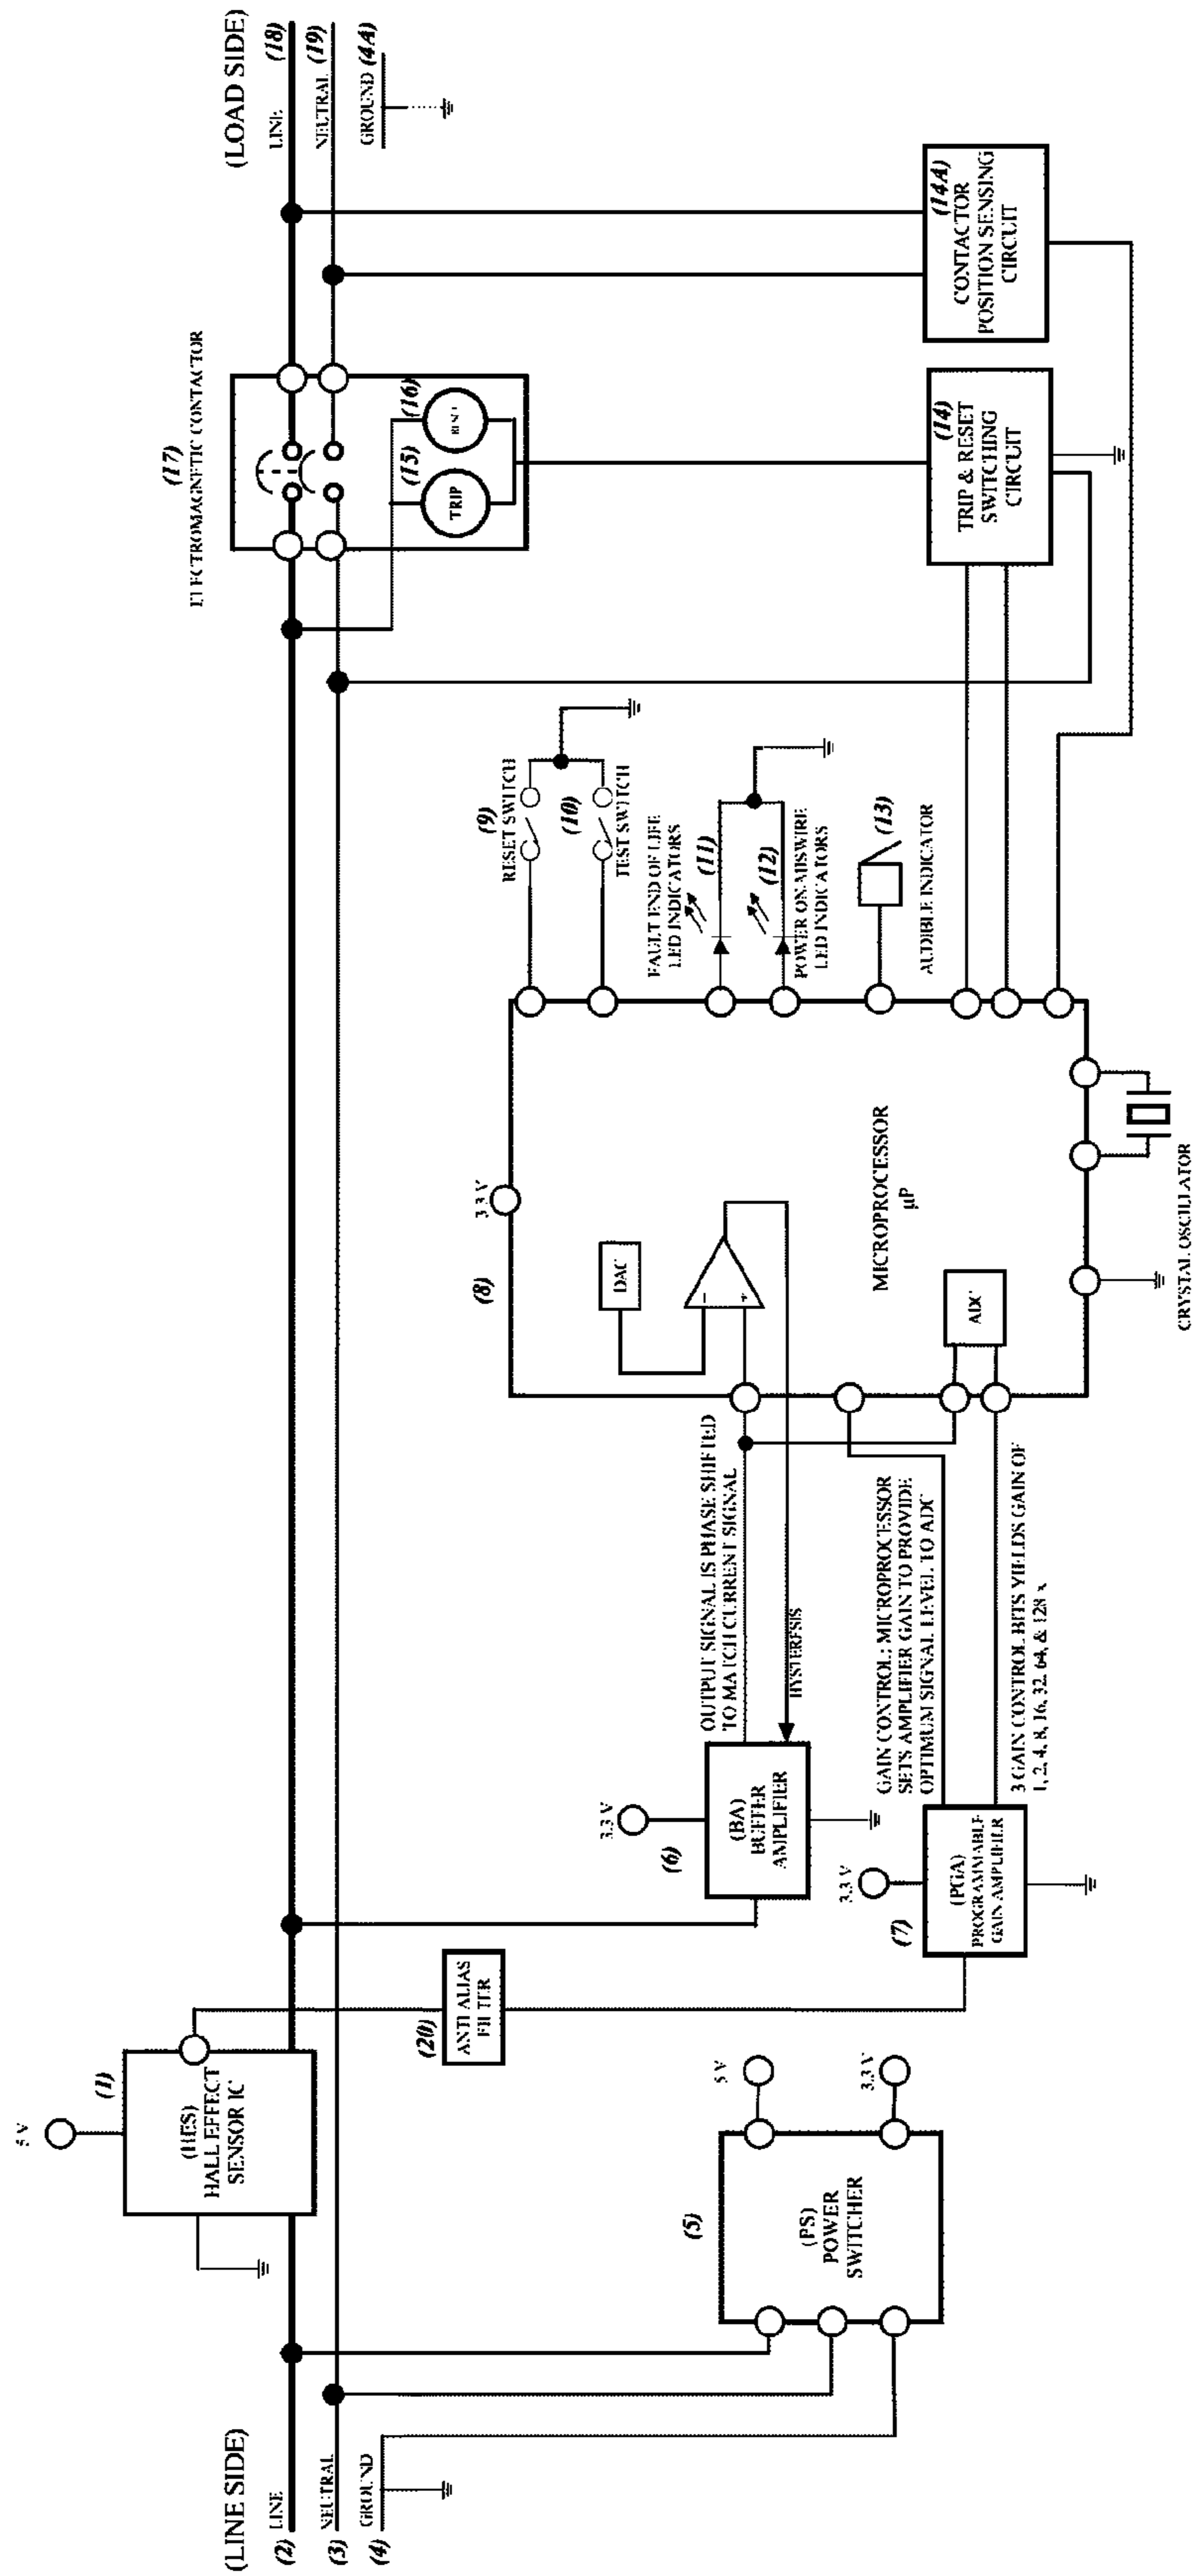 (LINE SIDE)
(2) LINE
(3) NEUTRAL
(4) GROUND
5 V
(1)
(HES)
HALL EFFECT
SENSOR IC
(5)
(PS)
POWER
SWITCHER
5 V
3.3 V
(20)
ANTI ALIAS
FILTER
3.3 V
(6)
(BA)
BUFFER
AMPLIFIER
3.3 V
(7)
(PGA)
PROGRAMMABLE
GAIN AMPLIFIER
OUTPUT SIGNAL IS PHASE SHIFTED
TO MATCH CURRENT SIGNAL
HYSTERESIS
GAIN CONTROL: MICROPROCESSOR
SETS AMPLIFIER GAIN TO PROVIDE
OPTIMUM SIGNAL LEVEL TO ADC
3 GAIN CONTROL BITS YIELDS GAIN OF
1, 2, 4, 8, 16, 32, 64, & 128 x
(8)
3.3 V
DAC
-
+
ADC
MICROPROCESSOR
µP
CRYSTAL OSCILLATOR
(9)
RESET SWITCH
(10)
TEST SWITCH
FAULT END OF LIFE
LED INDICATORS
(11)
(12)
POWER ON/MISWIRE
LED INDICATORS
(13)
AUDIBLE INDICATOR
(17)
ELECTROMAGNETIC CONTACTOR
(15)
TRIP
(16)
RESET
(14)
TRIP & RESET
SWITCHING
CIRCUIT
(14A)
CONTACTOR
POSITION SENSING
CIRCUIT
(LOAD SIDE)
LINE (18)
NEUTRAL (19)
GROUND (4A)